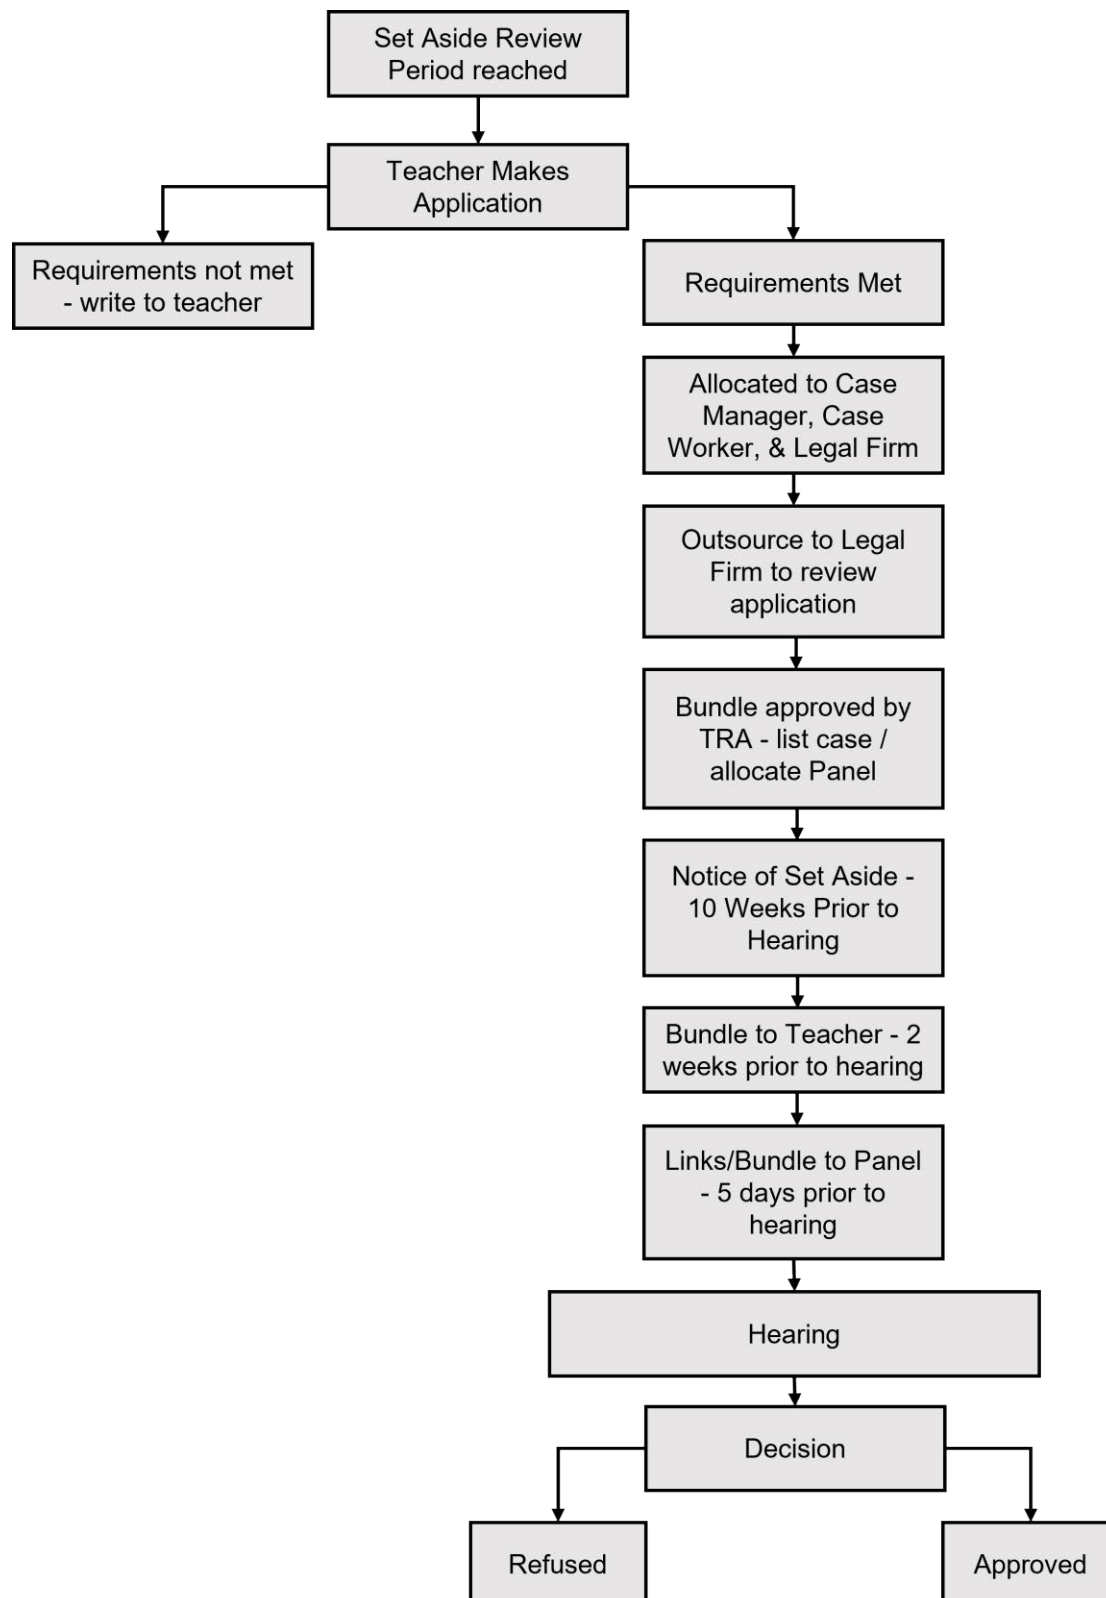 Set Aside Review
Period reached
Teacher Makes
Application
Requirements not met
- write to teacher
Requirements Met
Allocated to Case
Manager, Case
Worker, & Legal Firm
Outsource to Legal
Firm to review
application
Bundle approved by
TRA - list case /
allocate Panel
Notice of Set Aside -
10 Weeks Prior to
Hearing
Bundle to Teacher - 2
weeks prior to hearing
Links/Bundle to Panel
- 5 days prior to
hearing
Hearing
Decision
Refused
Approved